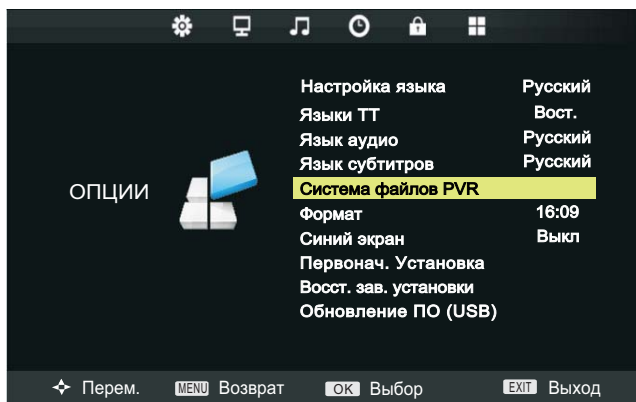 Настройка языка Русский
Языки ТТ Вост.
Язык аудио Русский
Язык субтитров Русский
ОПЦИИ
Система файлов PVR
Формат 16:09
Синий экран Выкл
Первонач. Установка
Восст. зав. установки
Обновление ПО (USB)
Перем. MENU Возврат OK Выбор EXIT Выход